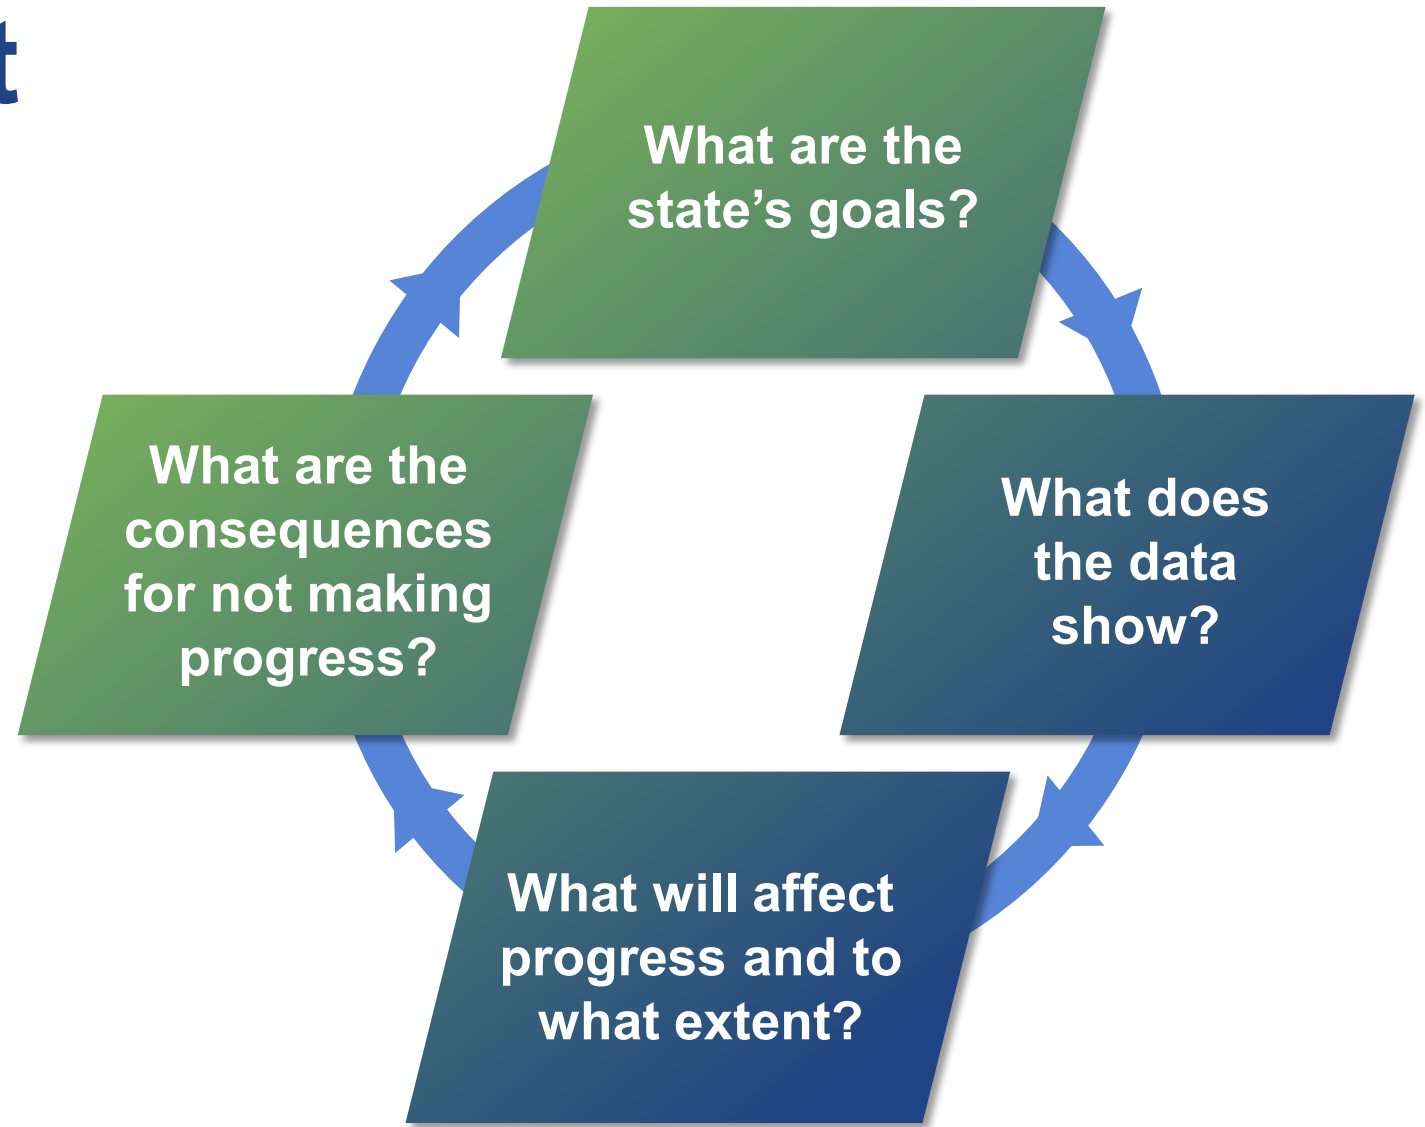 t
What are the
state’s goals?
What does
the data
show?
What will affect
progress and to
what extent?
What are the
consequences
for not making
progress?